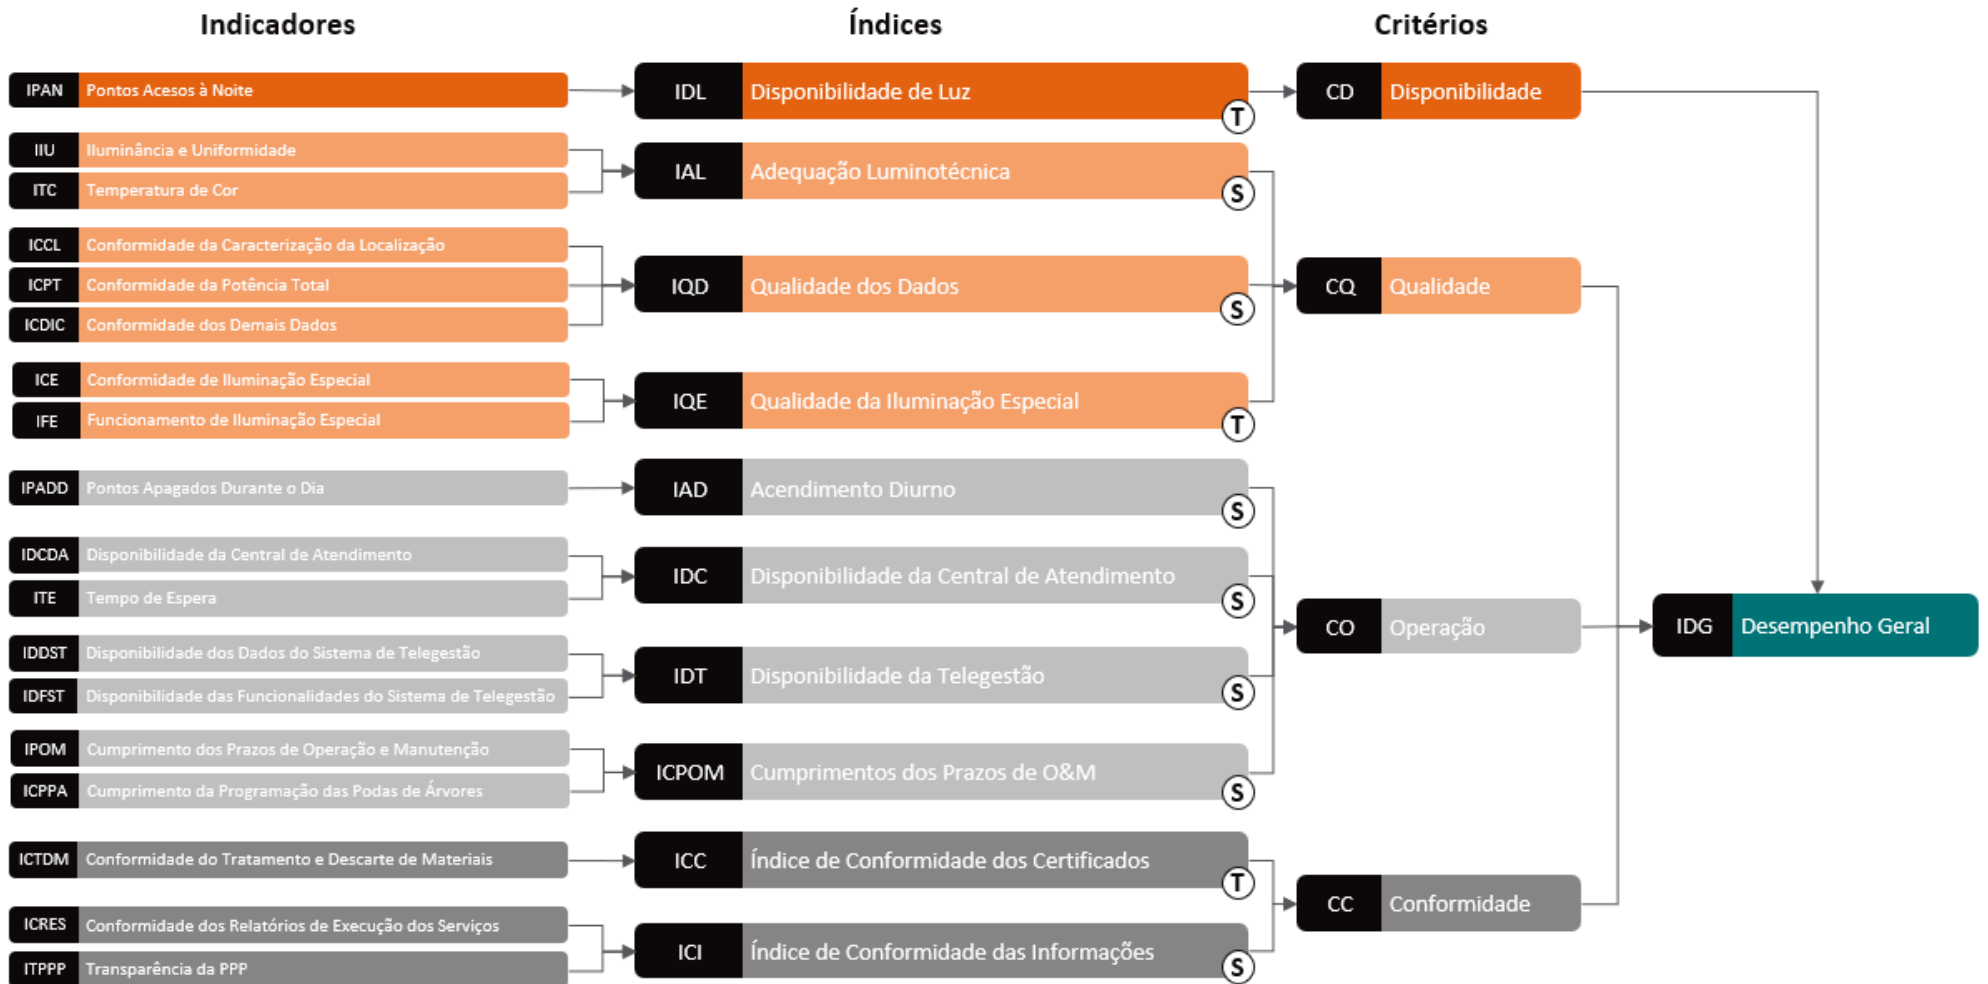 Indicadores
Índices
Critérios
IPAN Pontos Acesos à Noite
IDL Disponibilidade de Luz
T
CD Disponibilidade
IIU Iluminância e Uniformidade
ITC Temperatura de Cor
IAL Adequação Luminotécnica
S
ICCL Conformidade da Caracterização da Localização
ICPT Conformidade da Potência Total
ICDIC Conformidade dos Demais Dados
IQD Qualidade dos Dados
S
CQ Qualidade
ICE Conformidade de Iluminação Especial
IFE Funcionamento de Iluminação Especial
IQE Qualidade da Iluminação Especial
T
IPADD Pontos Apagados Durante o Dia
IAD Acendimento Diurno
S
IDCDA Disponibilidade da Central de Atendimento
ITE Tempo de Espera
IDC Disponibilidade da Central de Atendimento
S
IDDST Disponibilidade dos Dados do Sistema de Telegestão
IDFST Disponibilidade das Funcionalidades do Sistema de Telegestão
IDT Disponibilidade da Telegestão
S
CO Operação
IDG Desempenho Geral
IPOM Cumprimento dos Prazos de Operação e Manutenção
ICPPA Cumprimento da Programação das Podas de Árvores
ICPOM Cumprimentos dos Prazos de O&M
S
ICTDM Conformidade do Tratamento e Descarte de Materiais
ICC Índice de Conformidade dos Certificados
T
CC Conformidade
ICRES Conformidade dos Relatórios de Execução dos Serviços
ITPPP Transparência da PPP
ICI Índice de Conformidade das Informações
S